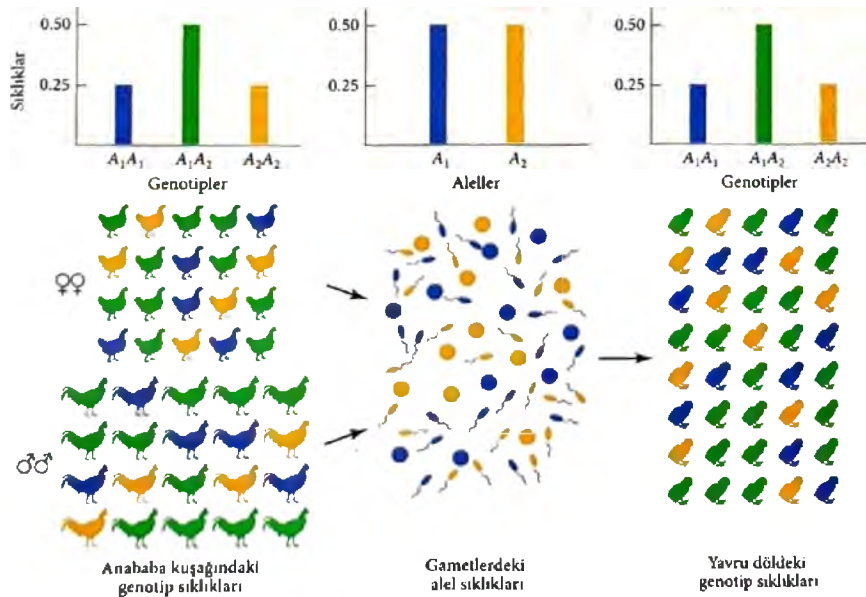 Sıklıklar
0.50
0.25
A₁A₁
A₁A₂
A₂A₂
Genotipler
0.50
0.25
A₁
A₂
Aleller
0.50
0.25
A₁A₁
A₁A₂
A₂A₂
Genotipler
♀♀
♂♂
Anababa kuşağındaki
genotip sıklıkları
Gametlerdeki
alel sıklıkları
Yavru döldeki
genotip sıklıkları